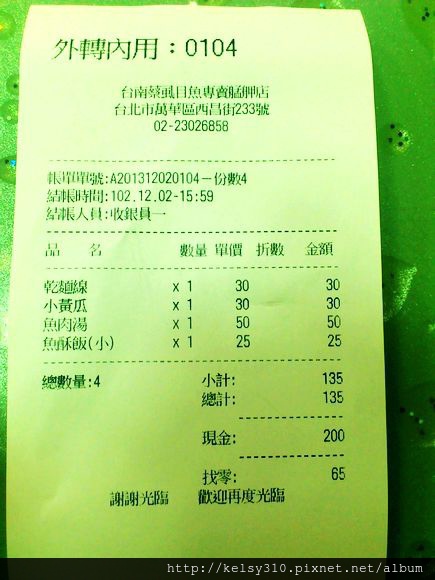 外轉內用：0104
台南蔡虱目魚專賣艋舺店
台北市萬華區西昌街233號
02-23026858
帳單單號:A201312020104－份數4
結帳時間:102.12.02-15:59
結帳人員:收銀員一
品 名 數量 單價 折數 金額
乾麵線 x 1 30 30
小黃瓜 x 1 30 30
魚肉湯 x 1 50 50
魚酥飯(小) x 1 25 25
總數量:4 小計: 135
總計: 135
現金: 200
找零: 65
謝謝光臨 歡迎再度光臨
http://kelsy310.pixnet.net/album